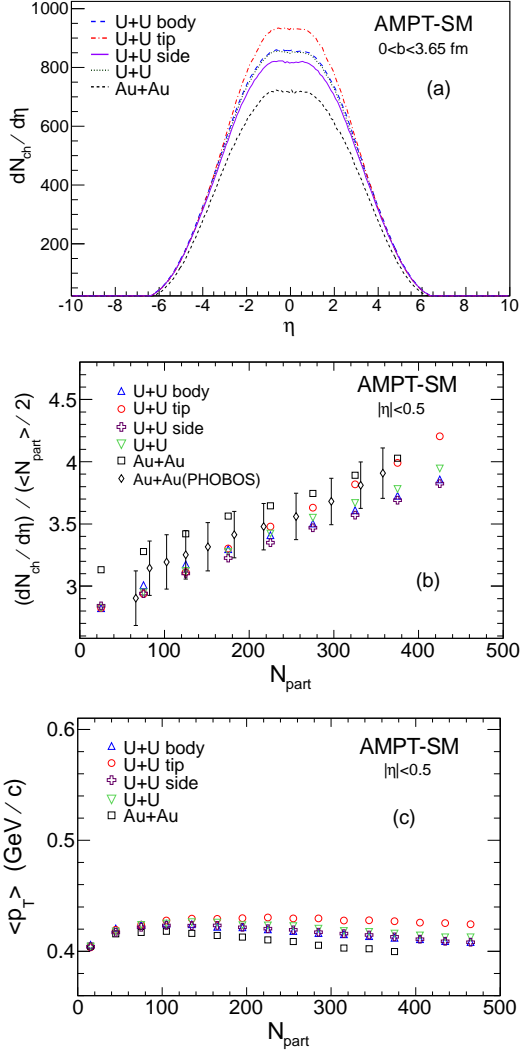 AMPT-SM
0<b<3.65 fm
(a)
U+U body
U+U tip
U+U side
U+U
Au+Au
dN_ch / dη
1000
800
600
400
200
-10 -8 -6 -4 -2 0 2 4 6 8 10
η
AMPT-SM
|η|<0.5
(b)
U+U body
U+U tip
U+U side
U+U
Au+Au
Au+Au(PHOBOS)
(dN_ch / dη) / (<N_part> / 2)
4.5
4
3.5
3
0 100 200 300 400 500
N_part
AMPT-SM
|η|<0.5
(c)
U+U body
U+U tip
U+U side
U+U
Au+Au
<p_T> (GeV / c)
0.6
0.5
0.4
0 100 200 300 400 500
N_part